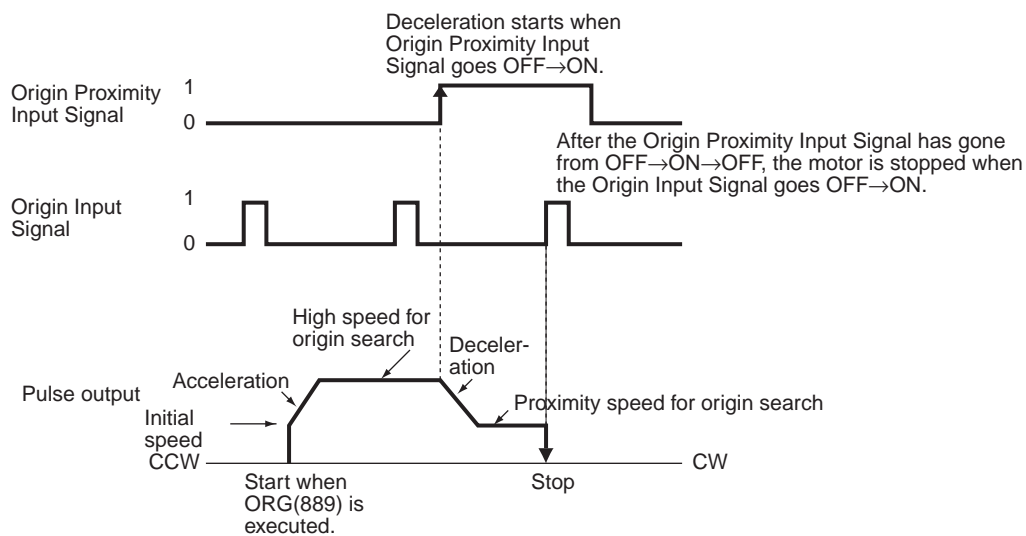 Deceleration starts when
Origin Proximity Input
Signal goes OFF→ON.
Origin Proximity
Input Signal
1
0
After the Origin Proximity Input Signal has gone
from OFF→ON→OFF, the motor is stopped when
the Origin Input Signal goes OFF→ON.
Origin Input
Signal
1
0
High speed for
origin search
Deceler-
ation
Acceleration
Pulse output
Proximity speed for origin search
Initial
speed
CCW
CW
Start when
ORG(889) is
executed.
Stop